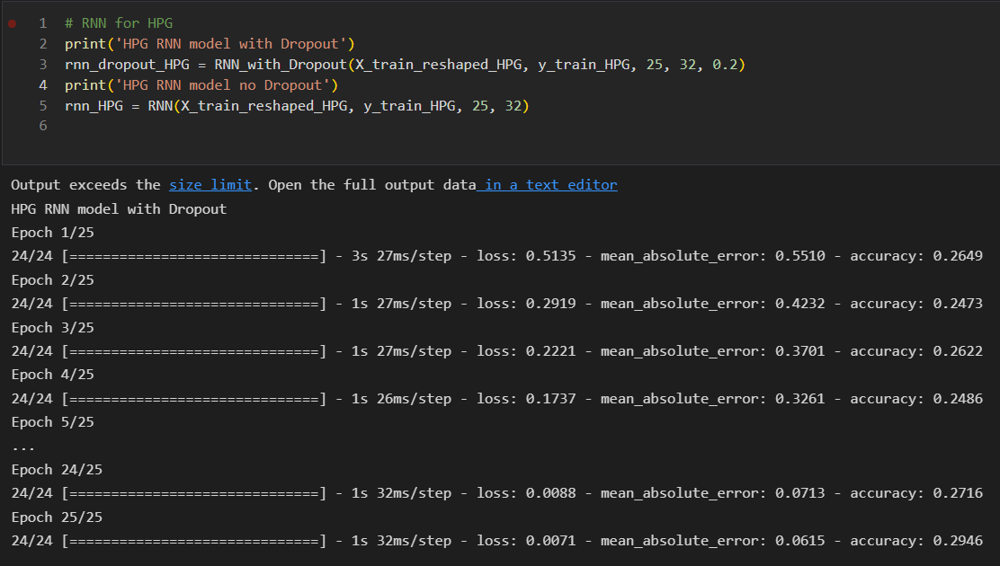 1 # RNN for HPG
2 print('HPG RNN model with Dropout')
3 rnn_dropout_HPG = RNN_with_Dropout(X_train_reshaped_HPG, y_train_HPG, 25, 32, 0.2)
4 print('HPG RNN model no Dropout')
5 rnn_HPG = RNN(X_train_reshaped_HPG, y_train_HPG, 25, 32)
6
Output exceeds the size limit. Open the full output data in a text editor
HPG RNN model with Dropout
Epoch 1/25
24/24 [==============================] - 3s 27ms/step - loss: 0.5135 - mean_absolute_error: 0.5510 - accuracy: 0.2649
Epoch 2/25
24/24 [==============================] - 1s 27ms/step - loss: 0.2919 - mean_absolute_error: 0.4232 - accuracy: 0.2473
Epoch 3/25
24/24 [==============================] - 1s 27ms/step - loss: 0.2221 - mean_absolute_error: 0.3701 - accuracy: 0.2622
Epoch 4/25
24/24 [==============================] - 1s 26ms/step - loss: 0.1737 - mean_absolute_error: 0.3261 - accuracy: 0.2486
Epoch 5/25
...
Epoch 24/25
24/24 [==============================] - 1s 32ms/step - loss: 0.0088 - mean_absolute_error: 0.0713 - accuracy: 0.2716
Epoch 25/25
24/24 [==============================] - 1s 32ms/step - loss: 0.0071 - mean_absolute_error: 0.0615 - accuracy: 0.2946